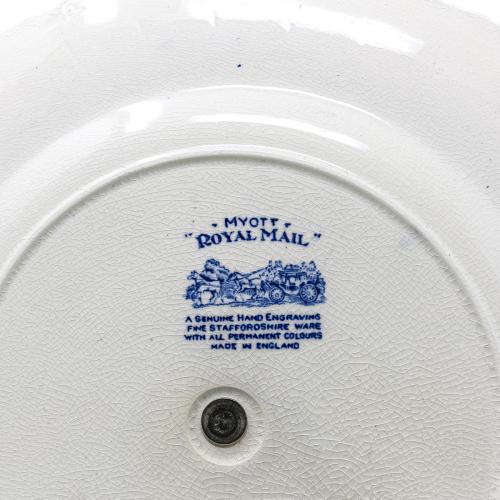 MYOTT
"ROYAL MAIL"
A GENUINE HAND ENGRAVING
FINE STAFFORDSHIRE WARE
WITH ALL PERMANENT COLOURS
MADE IN ENGLAND